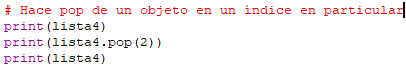 # Hace pop de un objeto en un índice en particular
print(lista4)
print(lista4.pop(2))
print(lista4)